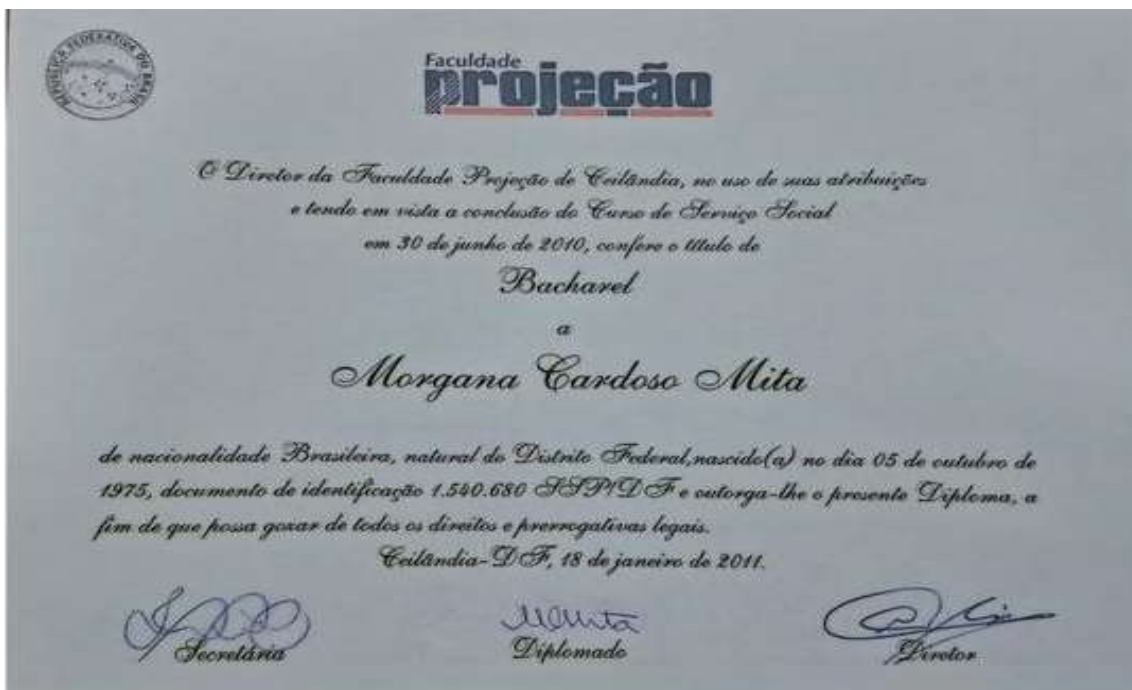 REPÚBLICA FEDERATIVA DO BRASIL
Faculdade
projeção
O Diretor da Faculdade Projeção de Ceilândia, no uso de suas atribuições
e tendo em vista a conclusão do Curso de Serviço Social
em 30 de junho de 2010, confere o título de
Bacharel
a
Morgana Cardoso Mita
de nacionalidade Brasileira, natural do Distrito Federal,nascido(a) no dia 05 de outubro de
1975, documento de identificação 1.540.680 SSP/DF e outorga-lhe o presente Diploma, a
fim de que possa gozar de todos os direitos e prerrogativas legais.
Ceilândia-DF, 18 de janeiro de 2011.
Secretária
Diplomado
Diretor